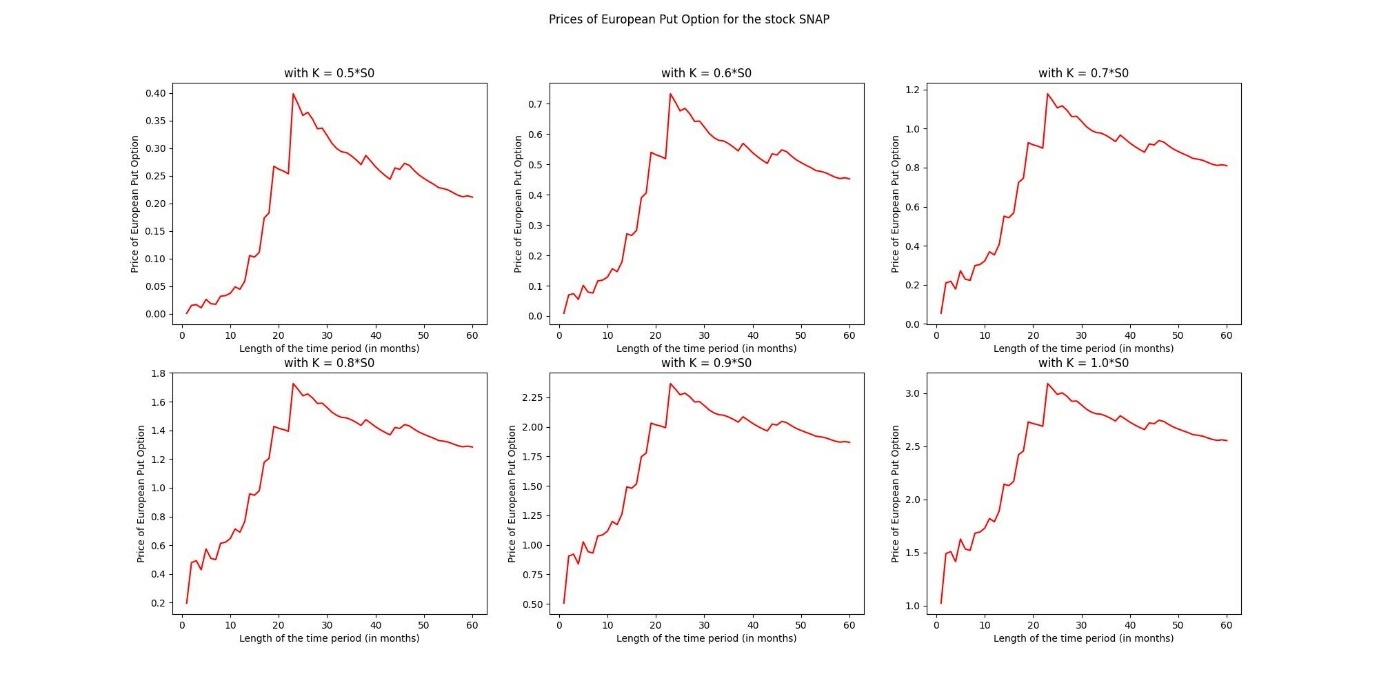 Prices of European Put Option for the stock SNAP
with K = 0.5*S0
0.40
0.35
0.30
0.25
0.20
0.15
0.10
0.05
0.00
Price of European Put Option
0 10 20 30 40 50 60
Length of the time period (in months)
with K = 0.6*S0
0.7
0.6
0.5
0.4
0.3
0.2
0.1
0.0
Price of European Put Option
0 10 20 30 40 50 60
Length of the time period (in months)
with K = 0.7*S0
1.2
1.0
0.8
0.6
0.4
0.2
0.0
Price of European Put Option
0 10 20 30 40 50 60
Length of the time period (in months)
with K = 0.8*S0
1.8
1.6
1.4
1.2
1.0
0.8
0.6
0.4
0.2
Price of European Put Option
0 10 20 30 40 50 60
Length of the time period (in months)
with K = 0.9*S0
2.25
2.00
1.75
1.50
1.25
1.00
0.75
0.50
Price of European Put Option
0 10 20 30 40 50 60
Length of the time period (in months)
with K = 1.0*S0
3.0
2.5
2.0
1.5
1.0
Price of European Put Option
0 10 20 30 40 50 60
Length of the time period (in months)